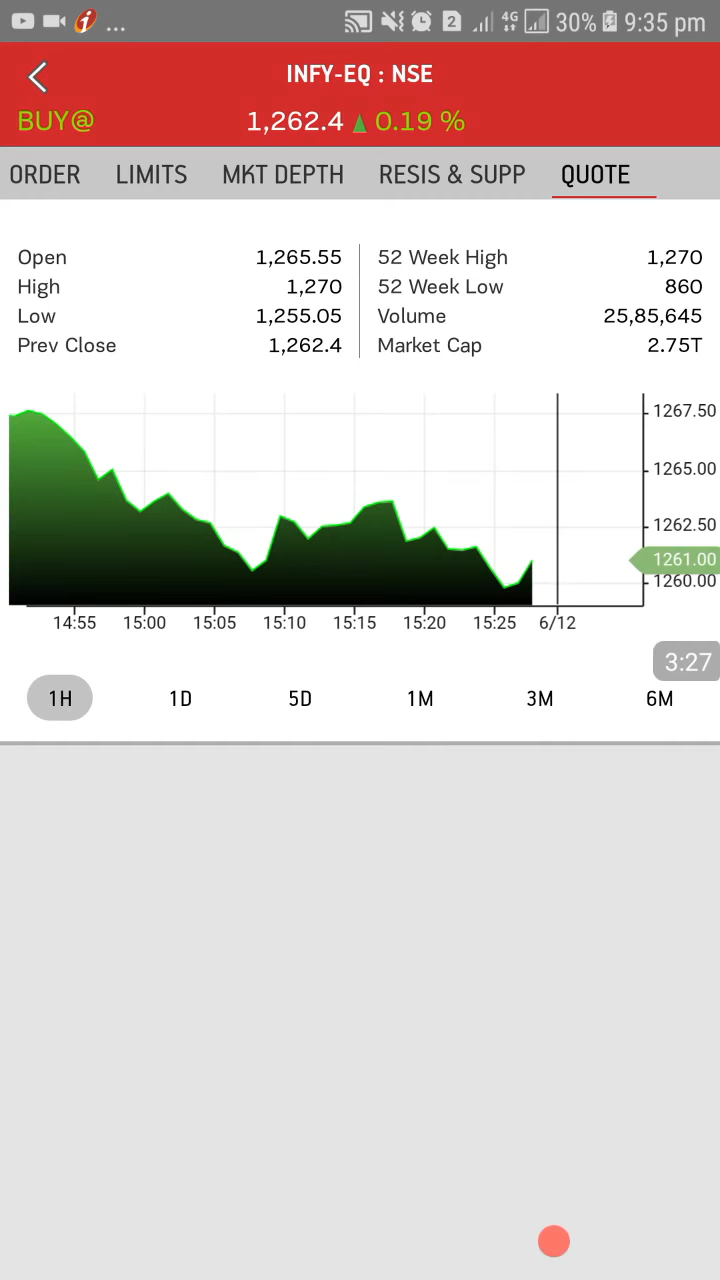 ... 2 4G 30% 9:35 pm
INFY-EQ : NSE
BUY@ 1,262.4 ▲ 0.19 %
ORDER LIMITS MKT DEPTH RESIS & SUPP QUOTE
Open 1,265.55 52 Week High 1,270
High 1,270 52 Week Low 860
Low 1,255.05 Volume 25,85,645
Prev Close 1,262.4 Market Cap 2.75T
1267.50
1265.00
1262.50
1261.00
1260.00
14:55 15:00 15:05 15:10 15:15 15:20 15:25 6/12
3:27
1H 1D 5D 1M 3M 6M